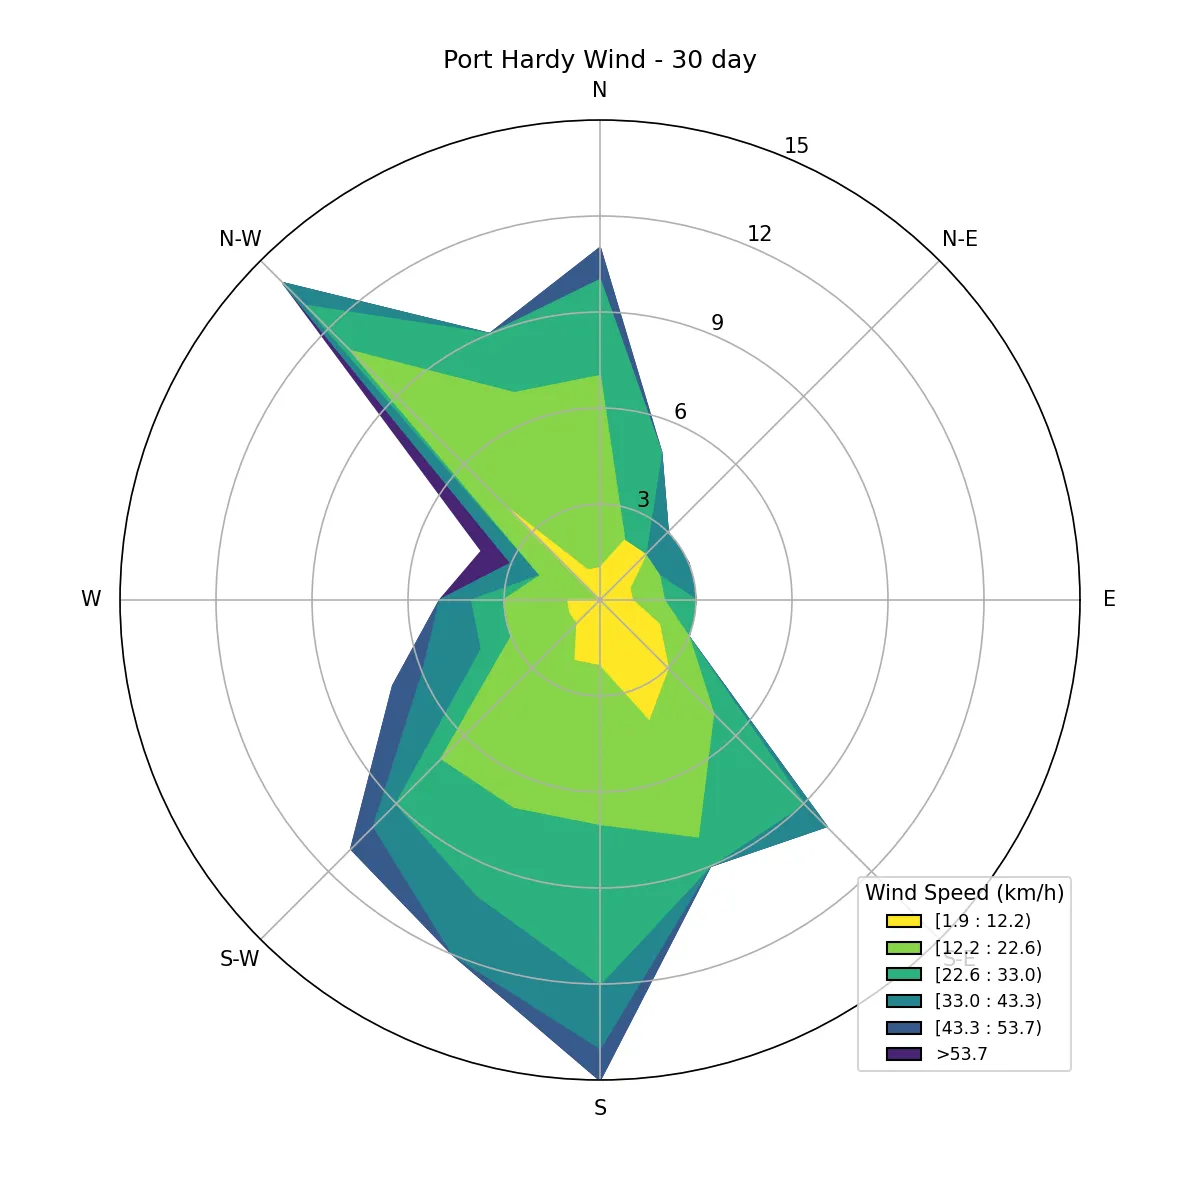 Port Hardy Wind - 30 day
N
15
N-W
12
N-E
9
6
3
W
E
Wind Speed (km/h)
[1.9 : 12.2)
[12.2 : 22.6)
S-W
S-E
[22.6 : 33.0)
[33.0 : 43.3)
[43.3 : 53.7)
>53.7
S